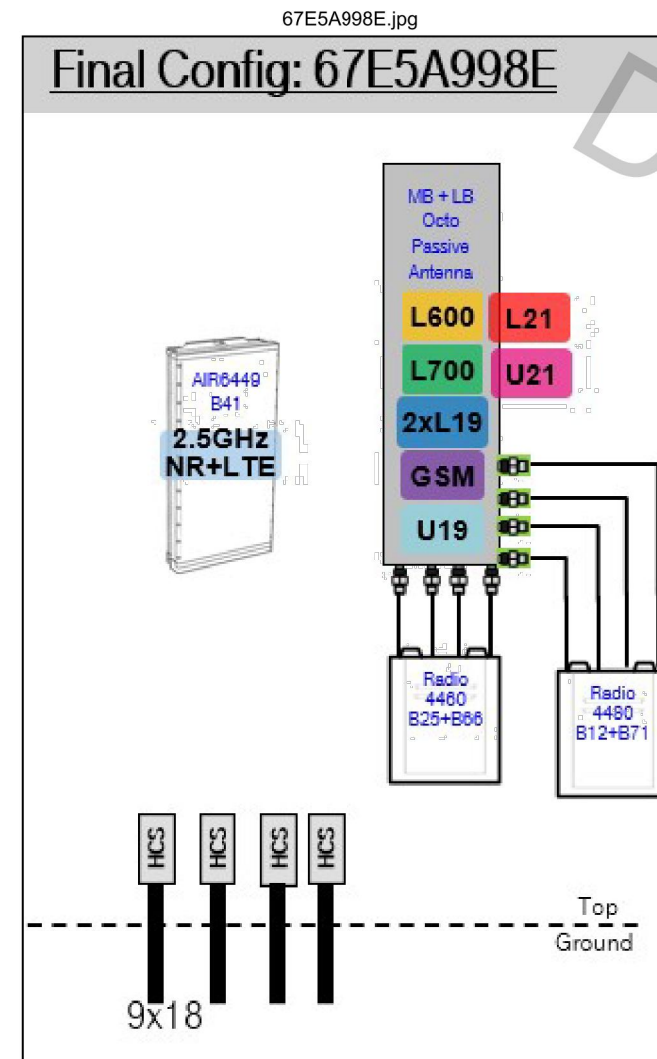 67E5A998E.jpg
Final Config: 67E5A998E
MB + LB
Octo
Passive
Antenna
L600
L21
L700
U21
2xL19
GSM
U19
AIR6449
B41
2.5GHz
NR+LTE
Radio
4460
B25+B66
Radio
4480
B12+B71
HCS
HCS
HCS
HCS
Top
Ground
9x18